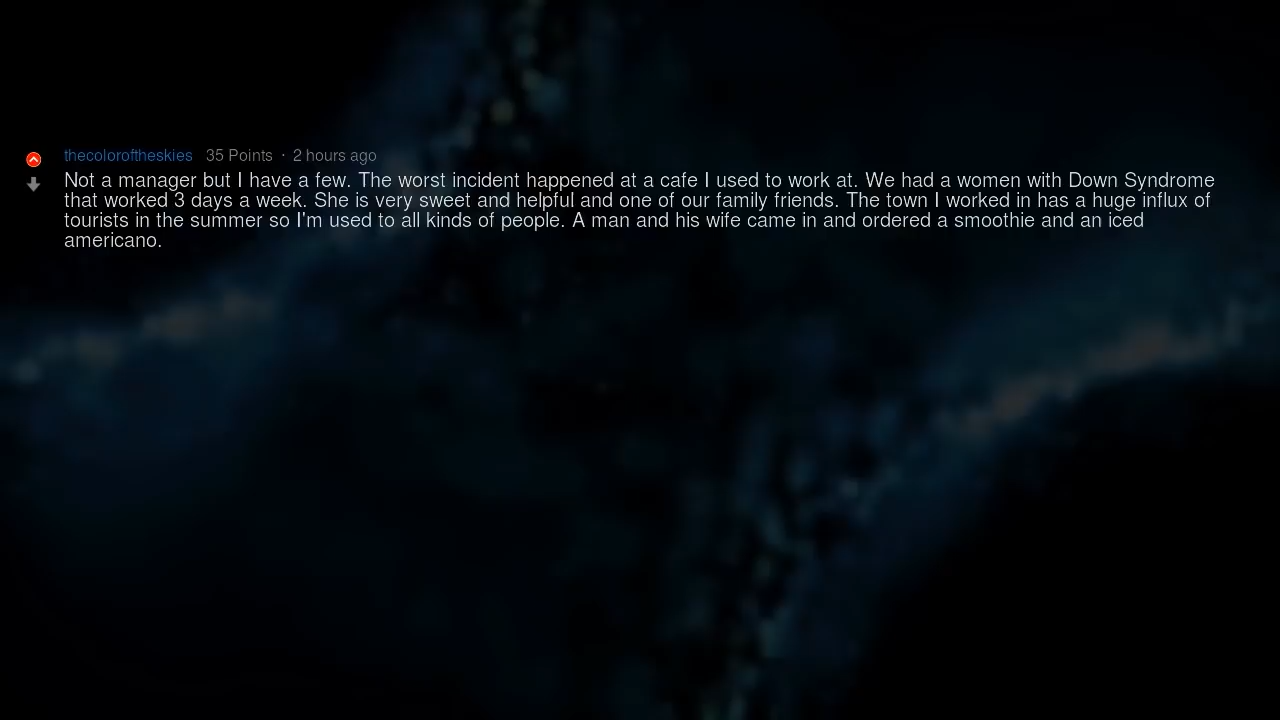 thecoloroftheskies 35 Points · 2 hours ago
Not a manager but I have a few. The worst incident happened at a cafe I used to work at. We had a women with Down Syndrome
that worked 3 days a week. She is very sweet and helpful and one of our family friends. The town I worked in has a huge influx of
tourists in the summer so I'm used to all kinds of people. A man and his wife came in and ordered a smoothie and an iced
americano.